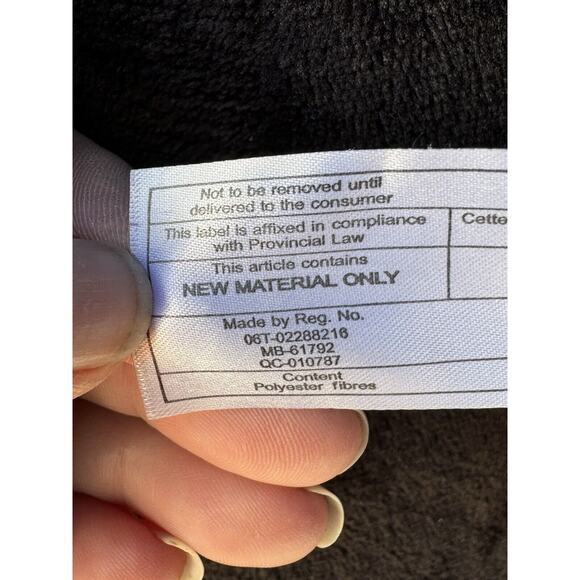 Not to be removed until
delivered to the consumer
This label is affixed in compliance
with Provincial Law
Cette
This article contains
NEW MATERIAL ONLY
Made by Reg. No.
06T-02288216
MB-61792
QC-010787
Content
Polyester fibres